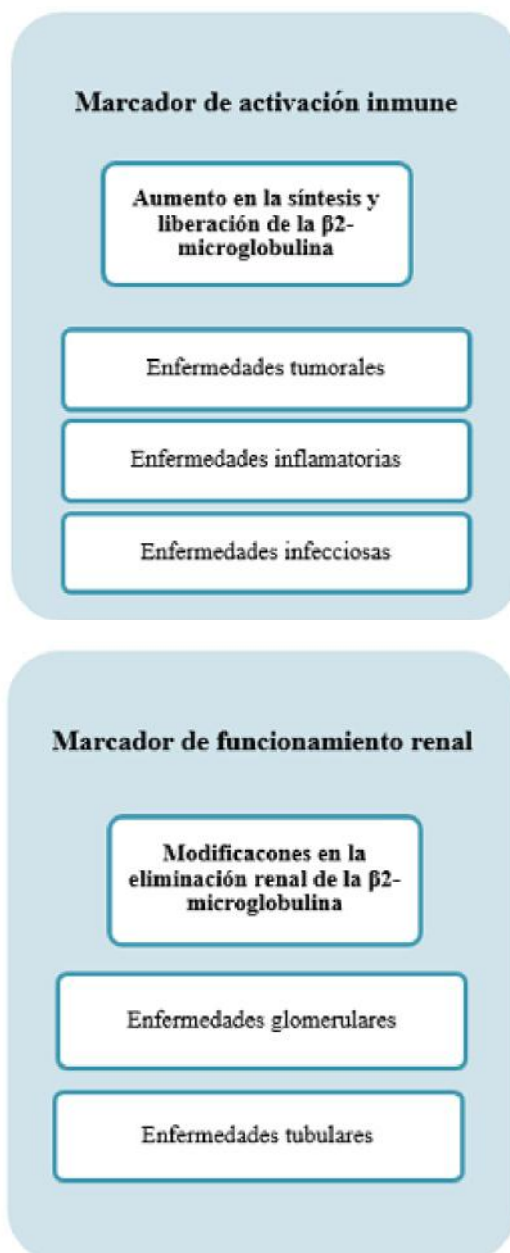 Marcador de activación inmune
Aumento en la síntesis y
liberación de la β2-
microglobulina
Enfermedades tumorales
Enfermedades inflamatorias
Enfermedades infecciosas
Marcador de funcionamiento renal
Modificacones en la
eliminación renal de la β2-
microglobulina
Enfermedades glomerulares
Enfermedades tubulares